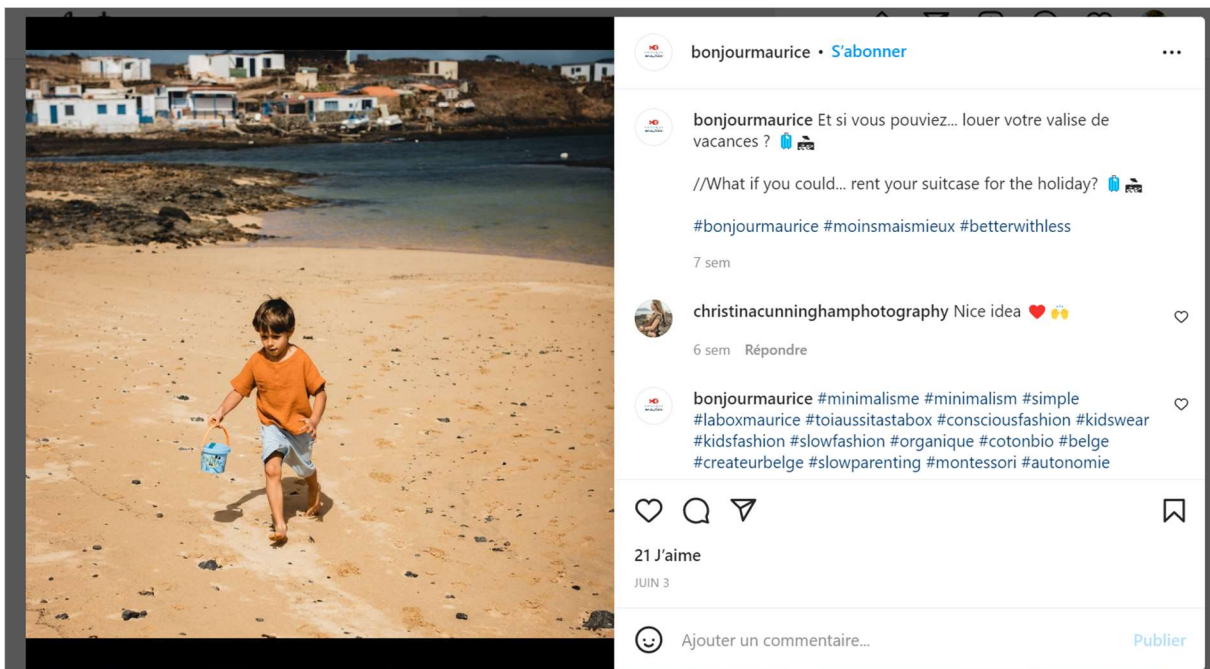 bonjourmaurice • S'abonner
bonjourmaurice Et si vous pouviez... louer votre valise de
vacances ?
//What if you could... rent your suitcase for the holiday?
#bonjourmaurice #moinsmaismieux #betterwithless
7 sem
christinacunninghamphotography Nice idea ❤️ 🙌
6 sem Répondre
bonjourmaurice #minimalisme #minimalism #simple
#laboxmaurice #toiaussitastabox #consciousfashion #kidswear
#kidsfashion #slowfashion #organique #cotonbio #belge
#createurbelge #slowparenting #montessori #autonomie
21 J'aime
JUIN 3
Ajouter un commentaire...
Publier